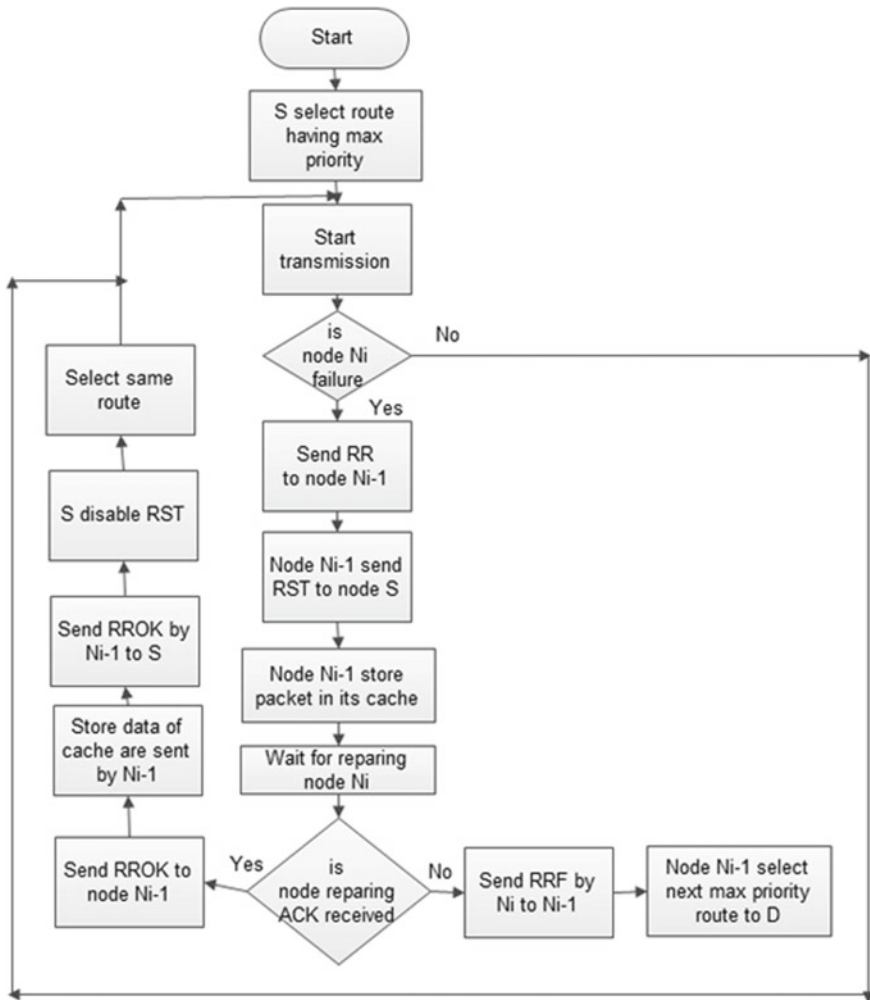 Start
S select route
having max
priority
Start
transmission
is
node Ni
failure
No
Yes
Send RR
to node Ni-1
Node Ni-1 send
RST to node S
Node Ni-1 store
packet in its cache
Wait for reparing
node Ni
is
node reparing
ACK received
Yes
No
Send RROK to
node Ni-1
Store data of
cache are sent
by Ni-1
Send RROK by
Ni-1 to S
S disable RST
Select same
route
Send RRF by
Ni to Ni-1
Node Ni-1 select
next max priority
route to D